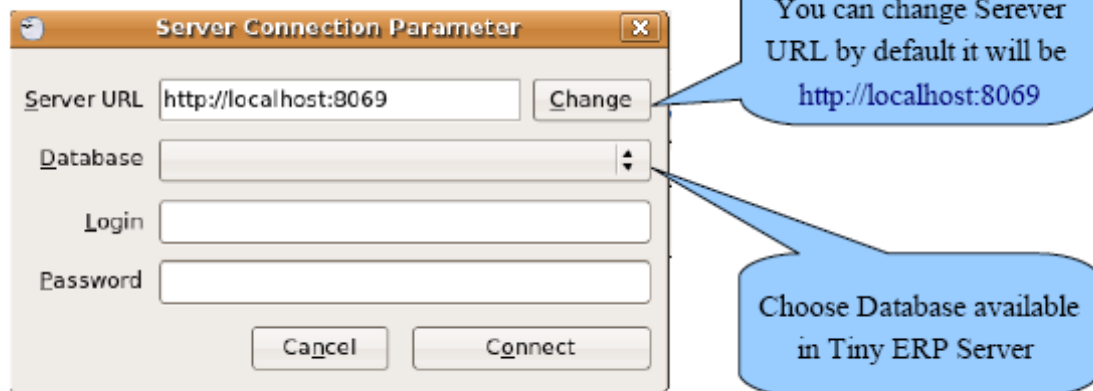 Server Connection Parameter
Server URL http://localhost:8069 Change
Database
Login
Password
Cancel Connect
You can change Serever
URL by default it will be
http://localhost:8069
Choose Database available
in Tiny ERP Server